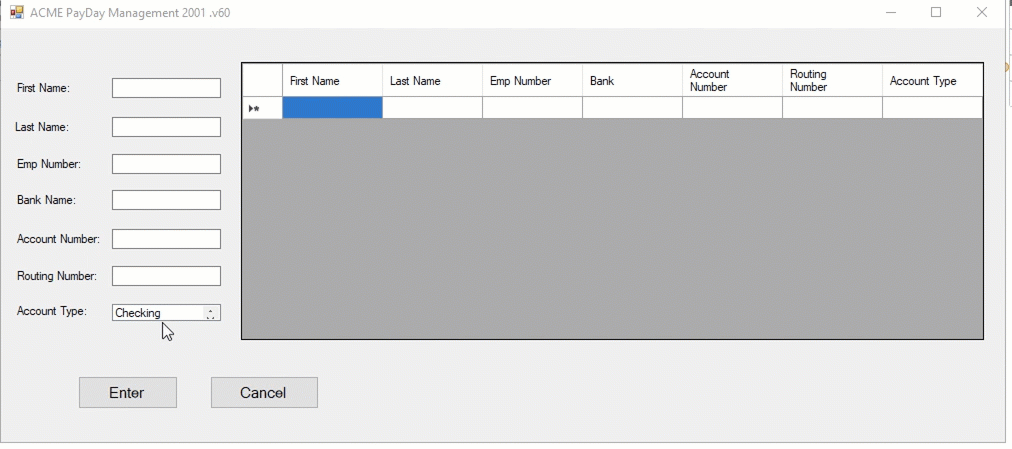 ACME PayDay Management 2001 .v60
First Name:
Last Name:
Emp Number:
Bank Name:
Account Number:
Routing Number:
Account Type:
Checking
Enter
Cancel
First Name
Last Name
Emp Number
Bank
Account
Number
Routing
Number
Account Type